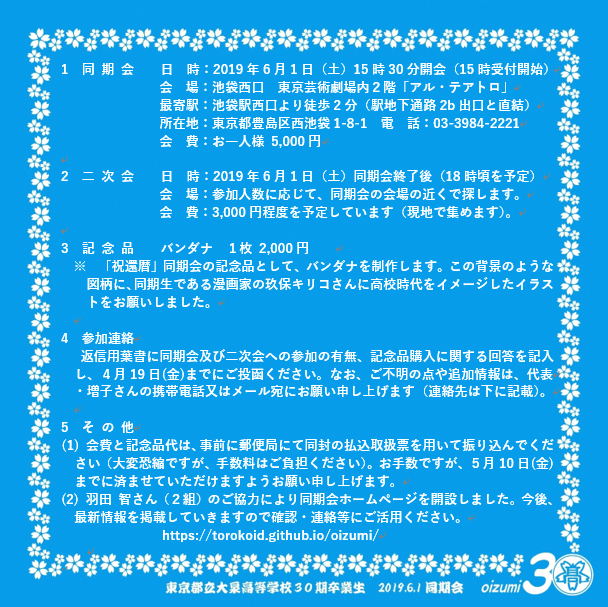 1 同 期 会 日 時：2019 年 6 月 1 日（土）15 時 30 分開会（15 時受付開始）
会 場：池袋西口 東京芸術劇場内２階「アル・テアトロ」
最寄駅：池袋駅西口より徒歩２分（駅地下通路 2b 出口と直結）
所在地：東京都豊島区西池袋 1-8-1 電 話：03-3984-2221
会 費：お一人様 5,000 円
2 二 次 会 日 時：2019 年 6 月 1 日（土）同期会終了後（18 時頃を予定）
会 場：参加人数に応じて、同期会の会場の近くで探します。
会 費：3,000 円程度を予定しています（現地で集めます）。
3 記 念 品 バンダナ １枚 2,000 円
※ 「祝還暦」同期会の記念品として、バンダナを制作します。この背景のような
図柄に、同期生である漫画家の玖保キリコさんに高校時代をイメージしたイラス
トをお願いしました。
4 参加連絡
返信用葉書に同期会及び二次会への参加の有無、記念品購入に関する回答を記入
し、4 月 19 日(金)までにご投函ください。なお、ご不明の点や追加情報は、代表
・増子さんの携帯電話又はメール宛にお願い申し上げます（連絡先は下に記載）。
5 そ の 他
(1) 会費と記念品代は、事前に郵便局にて同封の払込取扱票を用いて振り込んでくだ
さい（大変恐縮ですが、手数料はご負担ください）。お手数ですが、5 月 10 日(金)
までに済ませていただけますようお願い申し上げます。
(2) 羽田 智さん（２組）のご協力により同期会ホームページを開設しました。今後、
最新情報を掲載していきますので確認・連絡等にご活用ください。
https://torokoid.github.io/oizumi/
東京都立大泉高等学校３０期卒業生 2019.6.1 同期会 oizumi 30 高